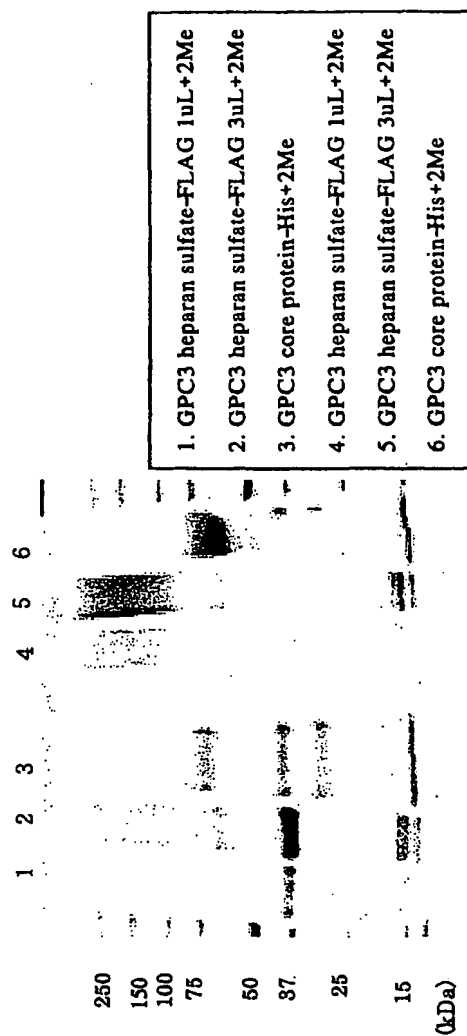 1 2 3 4 5 6
250
150
100
75
50
37.
25
15
(kDa)
1. GPC3 heparan sulfate-FLAG 1uL+2Me
2. GPC3 heparan sulfate-FLAG 3uL+2Me
3. GPC3 core protein-His+2Me
4. GPC3 heparan sulfate-FLAG 1uL+2Me
5. GPC3 heparan sulfate-FLAG 3uL+2Me
6. GPC3 core protein-His+2Me